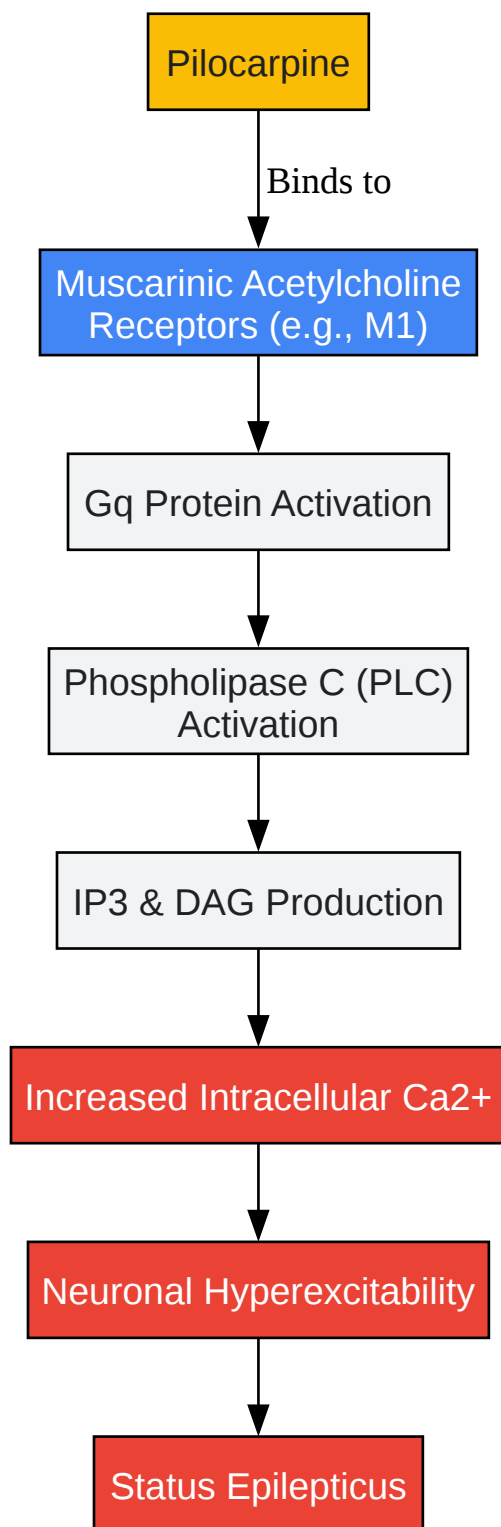 Pilocarpine
Binds to
Muscarinic Acetylcholine
Receptors (e.g., M1)
Gq Protein Activation
Phospholipase C (PLC)
Activation
IP3 & DAG Production
Increased Intracellular Ca2+
Neuronal Hyperexcitability
Status Epilepticus